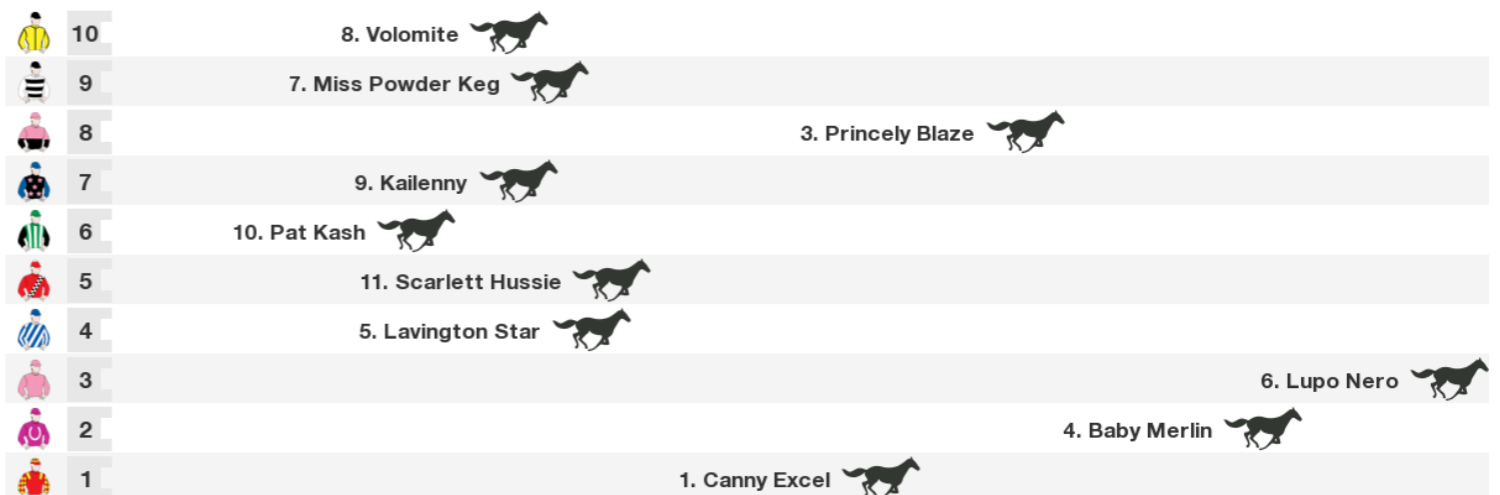 10 8. Volomite
9 7. Miss Powder Keg
8 3. Princely Blaze
7 9. Kailenny
6 10. Pat Kash
5 11. Scarlett Hussie
4 5. Lavington Star
3 6. Lupo Nero
2 4. Baby Merlin
1 1. Canny Excel